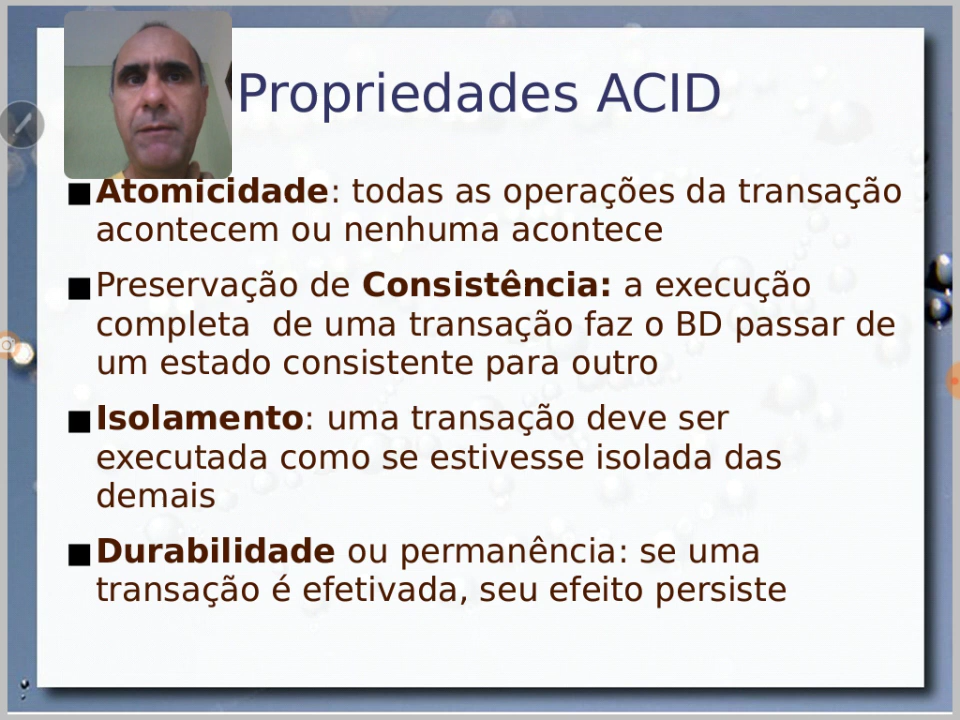 Propriedades ACID
■Atomicidade: todas as operações da transação
acontecem ou nenhuma acontece
■Preservação de Consistência: a execução
completa  de uma transação faz o BD passar de
um estado consistente para outro
■Isolamento: uma transação deve ser
executada como se estivesse isolada das
demais
■Durabilidade ou permanência: se uma
transação é efetivada, seu efeito persiste